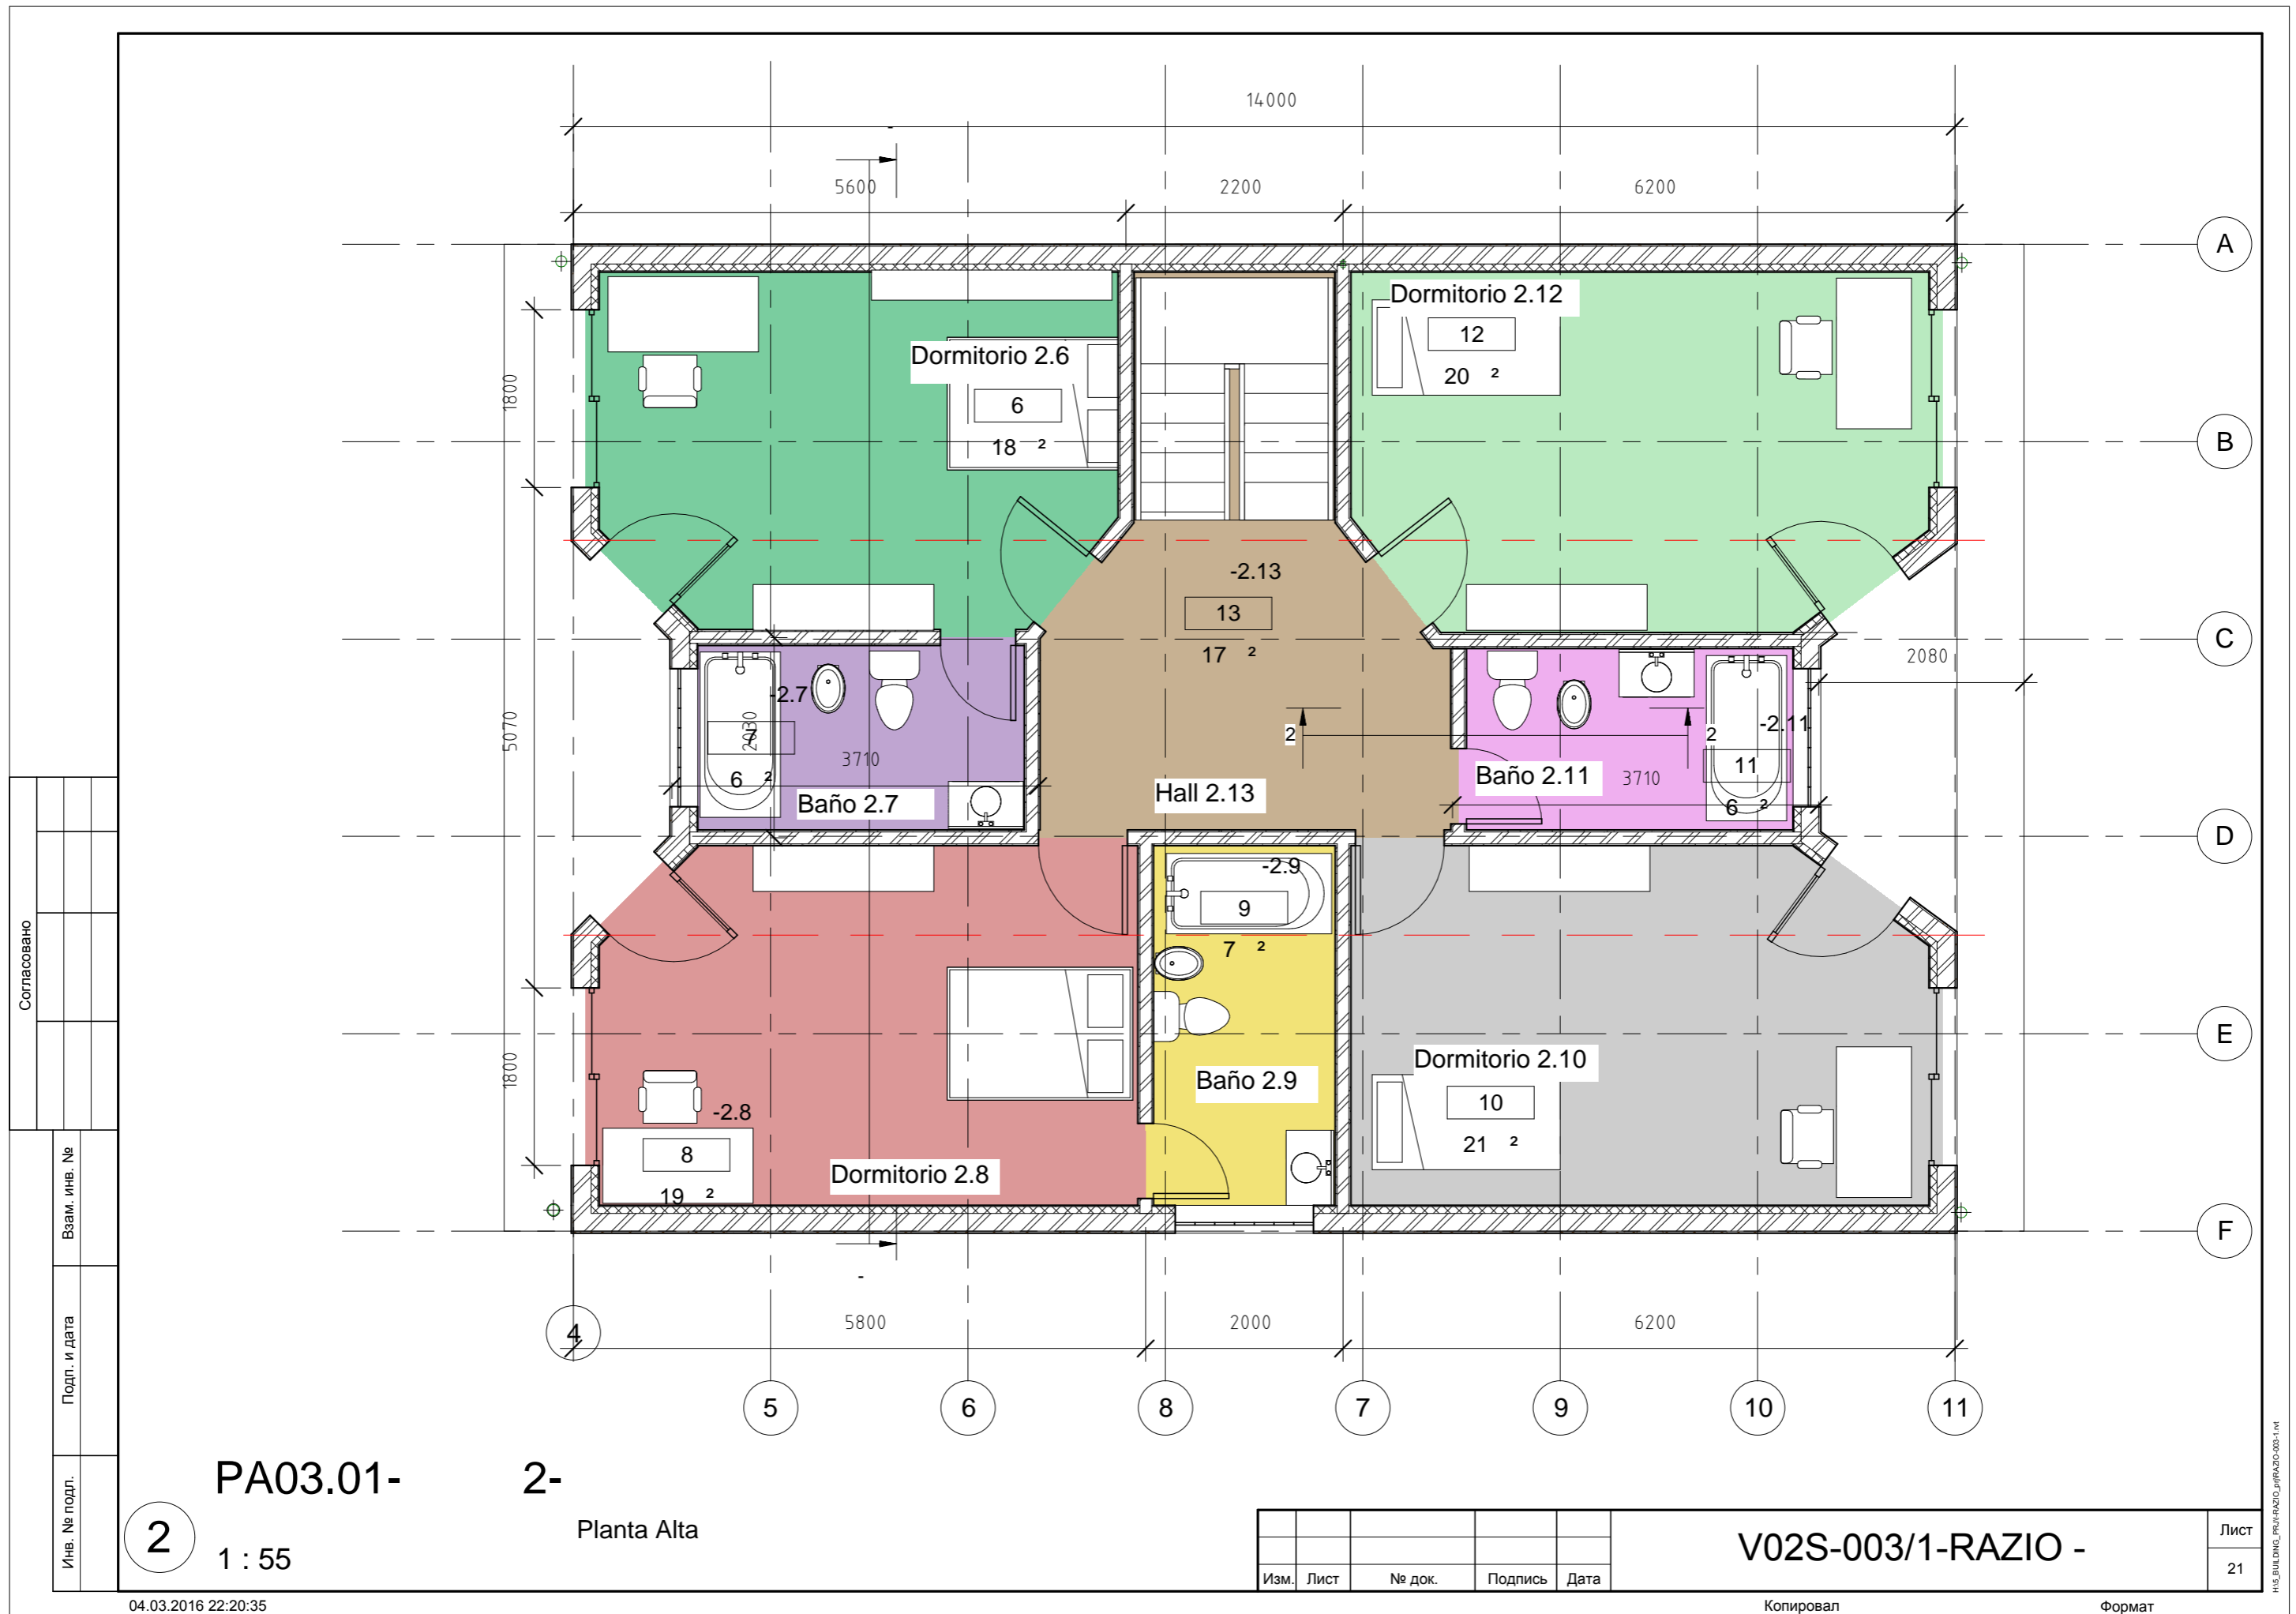 14000
5600 2200 6200
A
Dormitorio 2.12
12
20 ²
Dormitorio 2.6
6
18 ²
1800
B
-2.13
13
17 ²
C
2080
-2.7
7
2030
3710
6 ²
Baño 2.7
5070
2 2
-2.11
11
Baño 2.11
3710
6 ²
Hall 2.13
D
-2.9
9
7 ²
E
Dormitorio 2.10
10
21 ²
Baño 2.9
1800
-2.8
8
19 ²
Dormitorio 2.8
F
5800 2000 6200
4
5 6 8 7 9 10 11
Согласовано
Взам. инв. №
Подп. и дата
Инв. № подл.
PA03.01- 2-
2
1 : 55
Planta Alta
Изм. Лист № док. Подпись Дата
V02S-003/1-RAZIO -
Лист
21
04.03.2016 22:20:35
Копировал
Формат